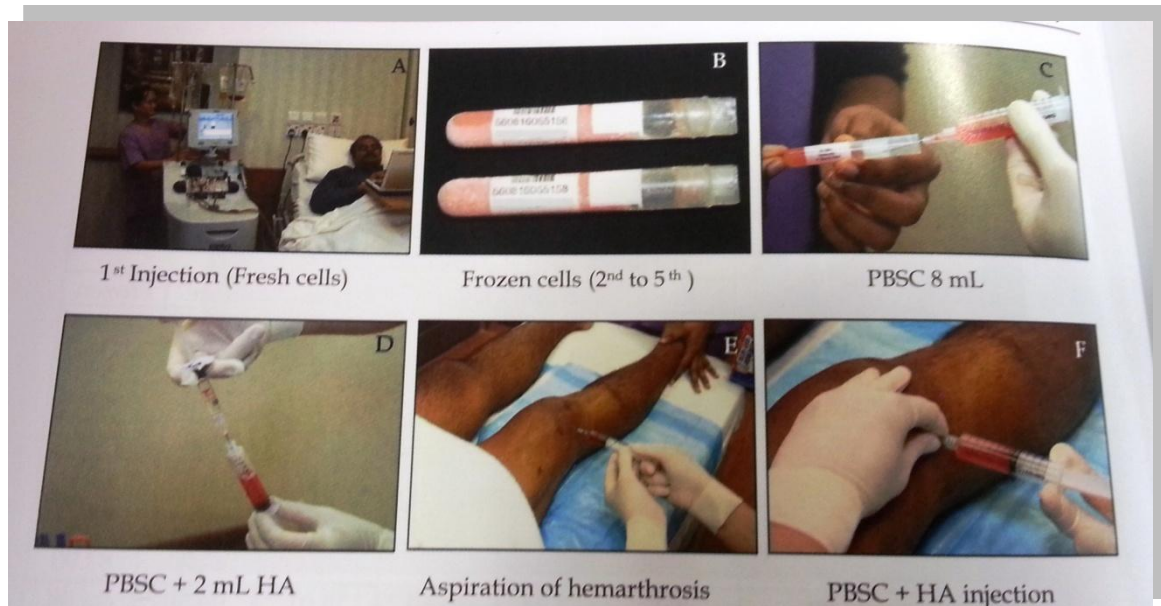 A
B
C
1st Injection (Fresh cells)
Frozen cells (2nd to 5th)
PBSC 8 mL
D
E
F
PBSC + 2 mL HA
Aspiration of hemarthrosis
PBSC + HA injection